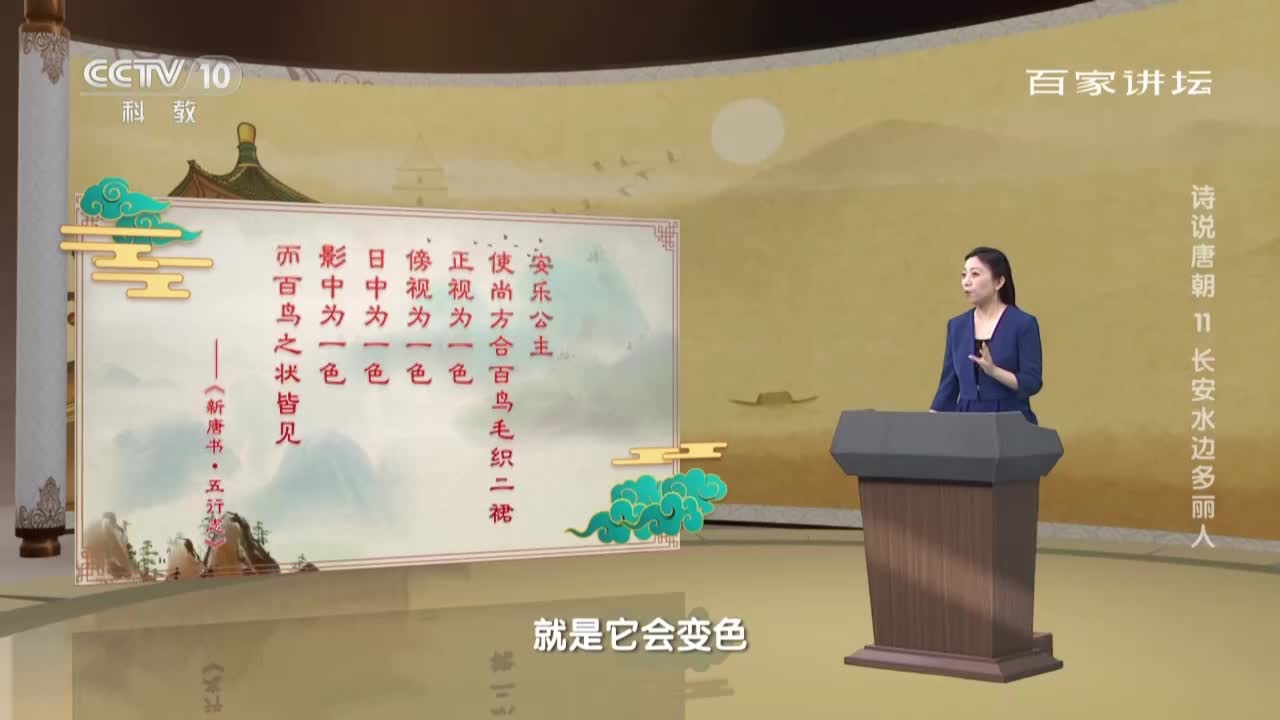 CCTV 10
科教
百家讲坛
诗说唐朝 11 长安水边多丽人
安乐公主
使尚方合百鸟毛织二裙
正视为一色
傍视为一色
日中为一色
影中为一色
而百鸟之状皆见
——《新唐书·五行志》
就是它会变色